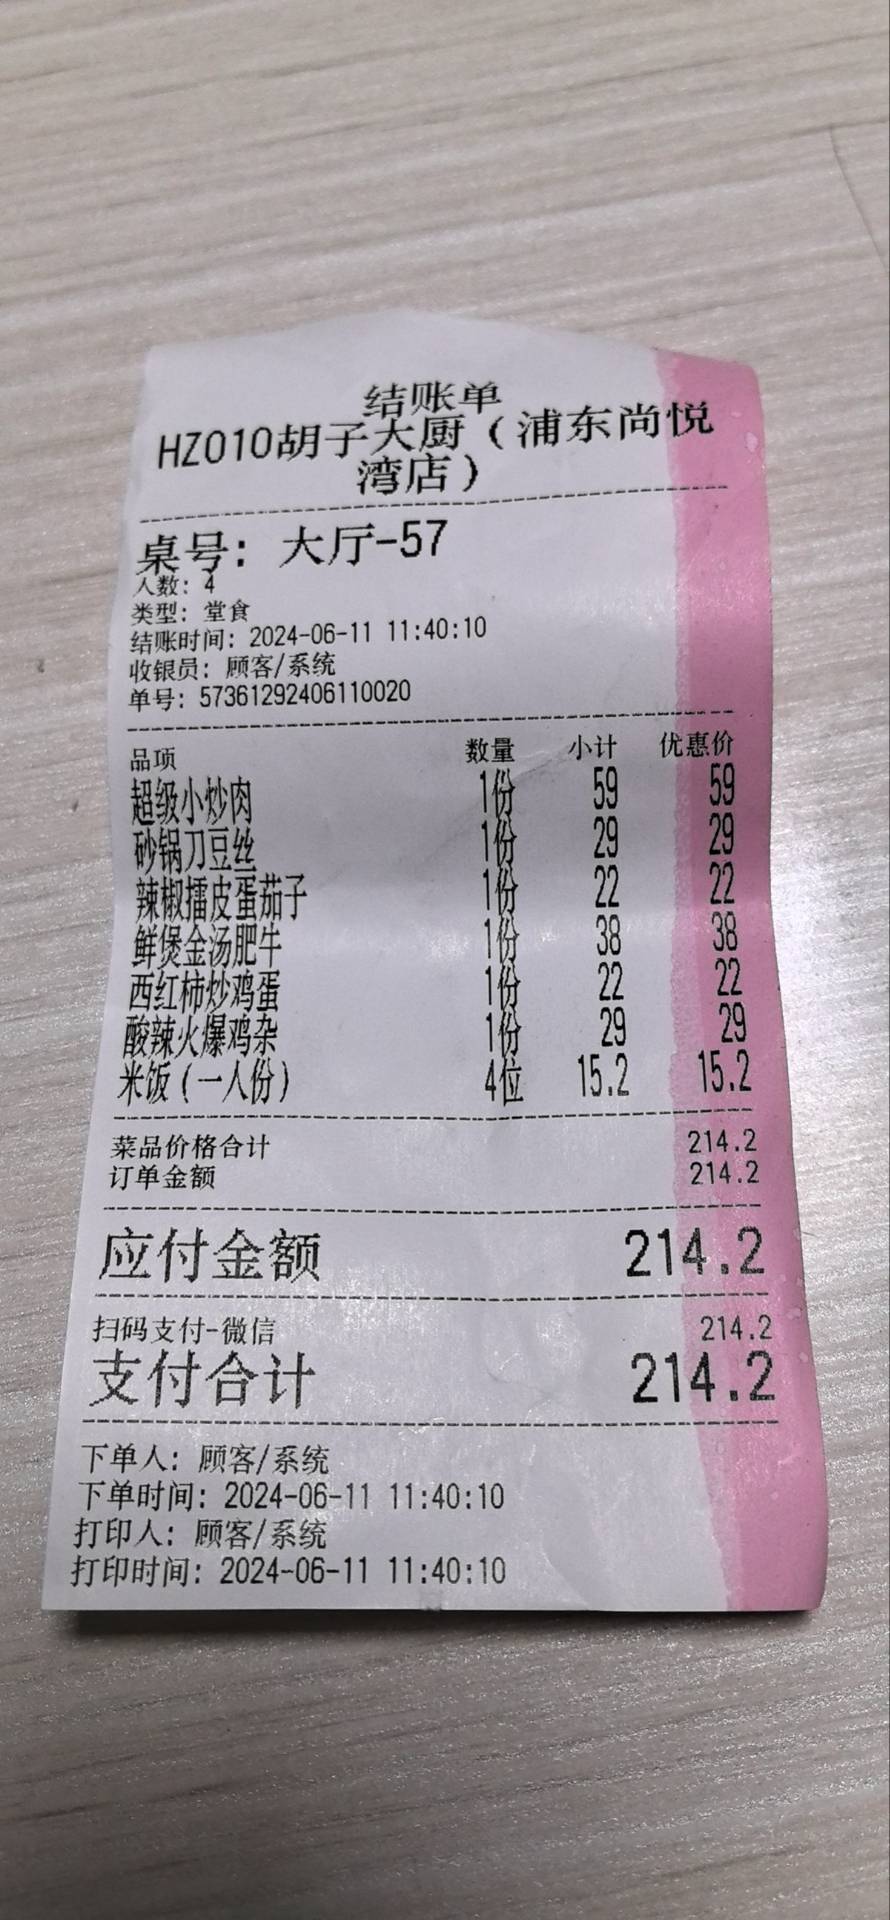 结账单
HZ010胡子大厨（浦东尚悦
湾店）
桌号：大厅-57
人数：4
类型：堂食
结账时间：2024-06-11 11:40:10
收银员：顾客/系统
单号：57361292406110020
品项 数量 小计 优惠价
超级小炒肉 1份 59 59
砂锅刀豆丝 1份 29 29
辣椒擂皮蛋茄子 1份 22 22
鲜煲金汤肥牛 1份 38 38
西红柿炒鸡蛋 1份 22 22
酸辣火爆鸡杂 1份 29 29
米饭（一人份） 4位 15.2 15.2
菜品价格合计 214.2
订单金额 214.2
应付金额 214.2
扫码支付-微信 214.2
支付合计 214.2
下单人：顾客/系统
下单时间：2024-06-11 11:40:10
打印人：顾客/系统
打印时间：2024-06-11 11:40:10